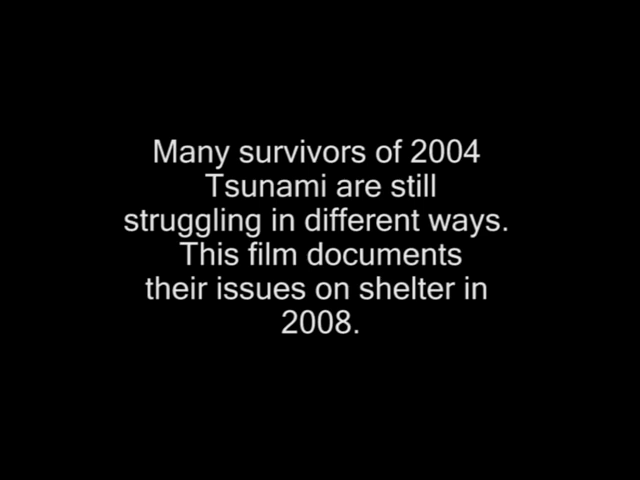 Many survivors of 2004
Tsunami are still
struggling in different ways.
This film documents
their issues on shelter in
2008.